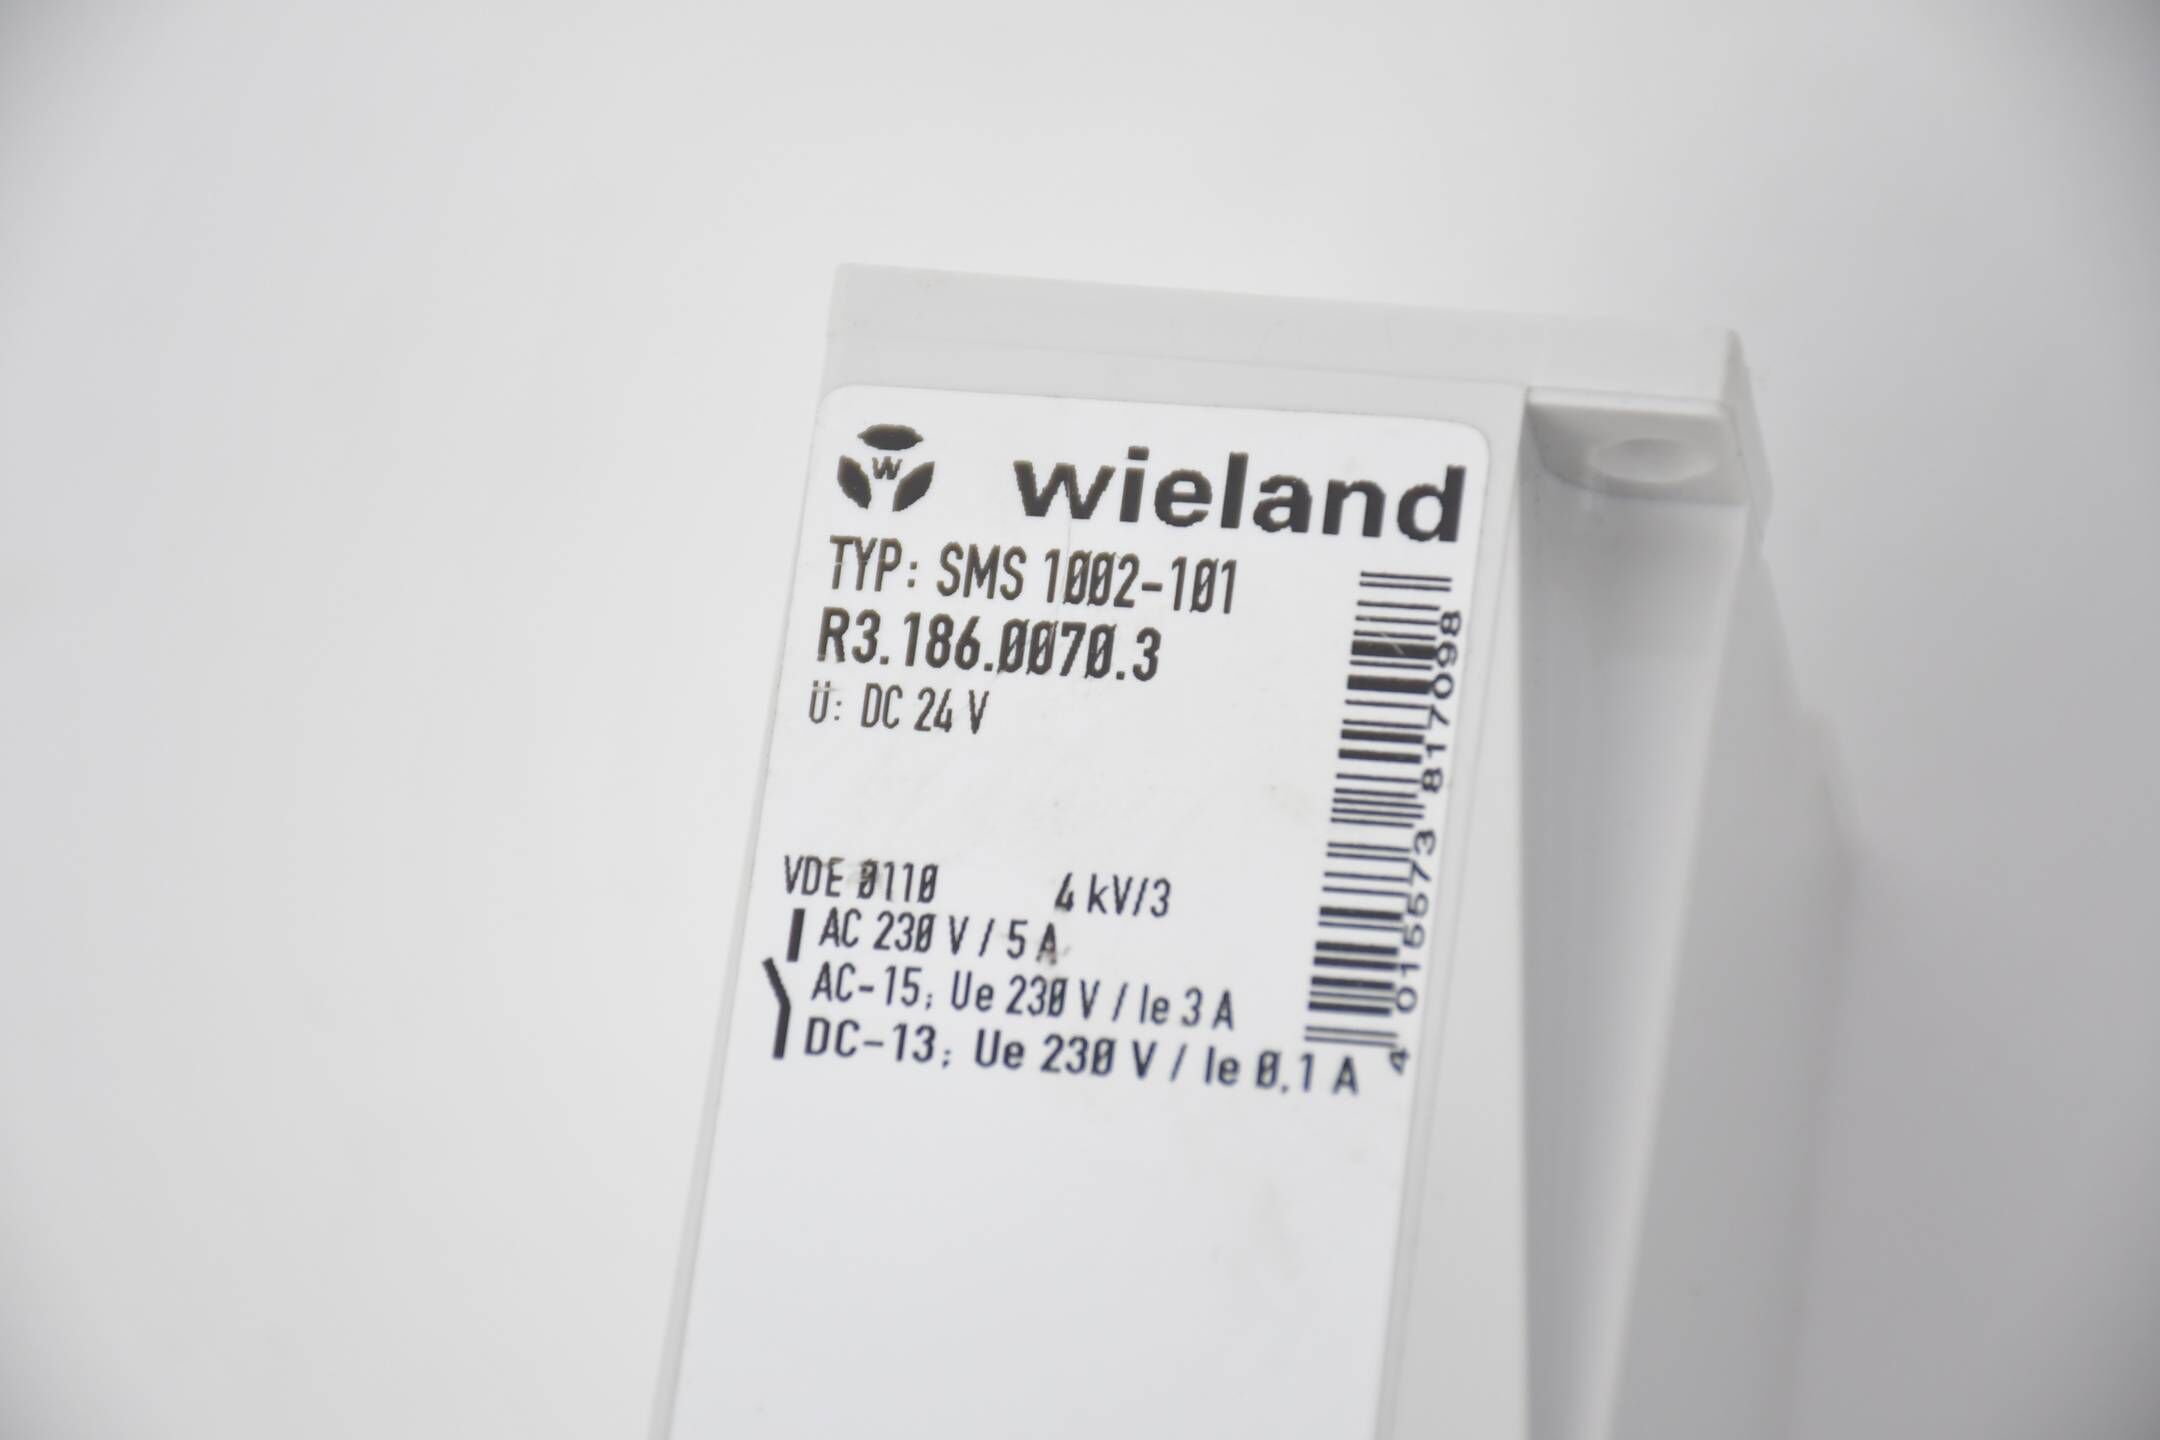 W wieland
TYP: SMS 1002-101
R3.186.0070.3
Ü: DC 24 V
VDE 0110 4 kV/3
AC 230 V / 5 A
AC-15; Ue 230 V / Ie 3 A
DC-13; Ue 230 V / Ie 0,1 A
4 015573 817098